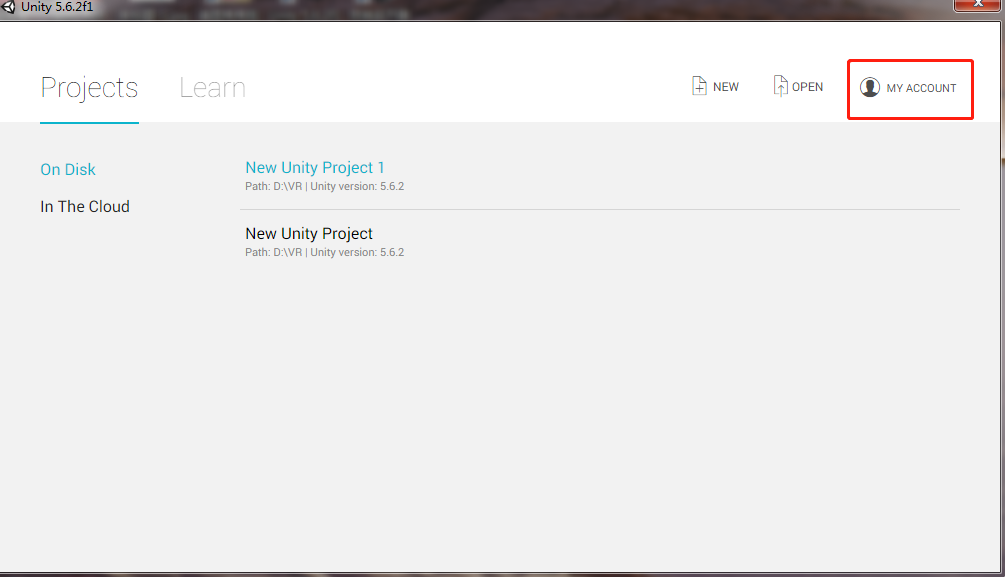 Unity 5.6.2f1
Projects
Learn
NEW
OPEN
MY ACCOUNT
On Disk
In The Cloud
New Unity Project 1
Path: D:\VR | Unity version: 5.6.2
New Unity Project
Path: D:\VR | Unity version: 5.6.2